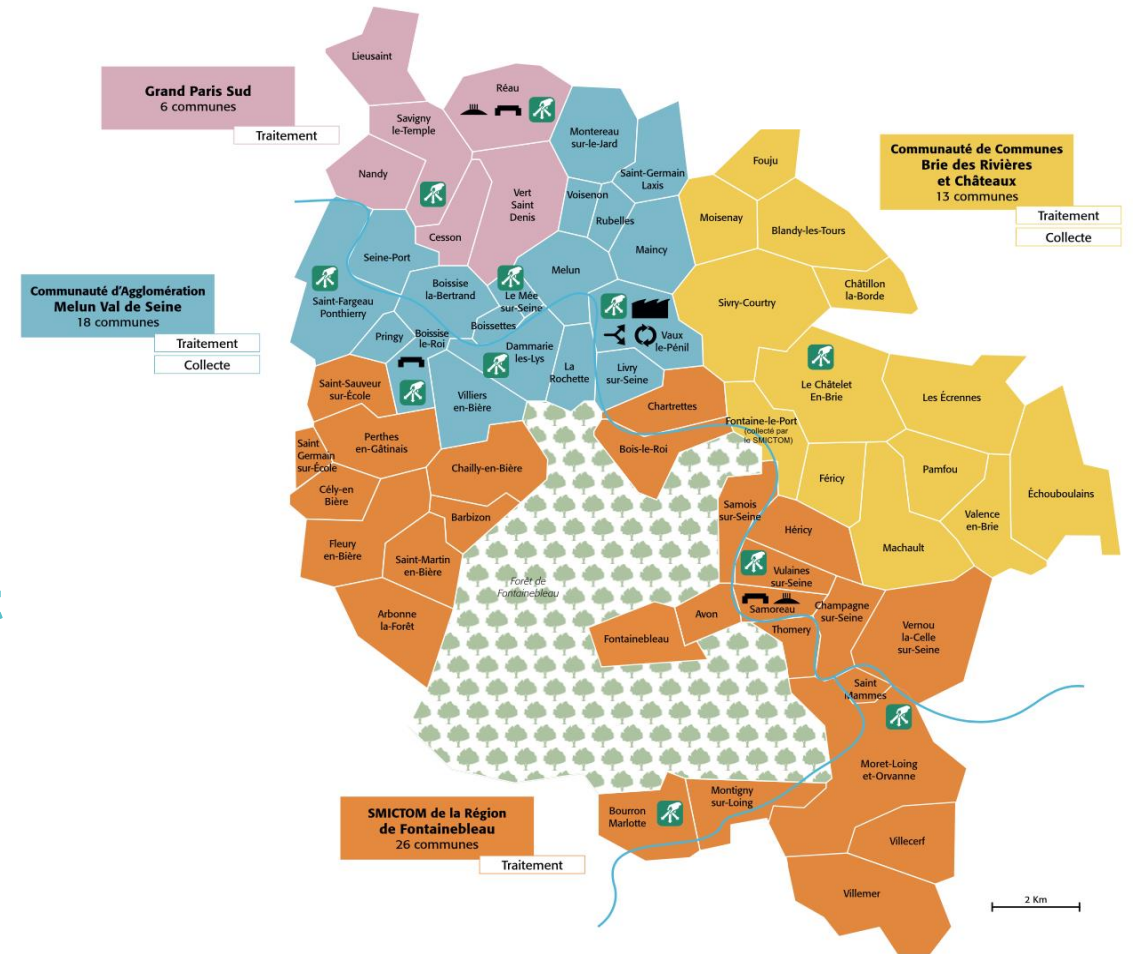 Lieusaint
Grand Paris Sud
6 communes
Traitement
Réau
Savigny
le-Temple
Nandy
Vert
Saint
Denis
Cesson
Montereau
sur-le-Jard
Saint-Germain
Laxis
Voisenon
Rubelles
Maincy
Fouju
Moisenay
Blandy-les-Tours
Châtillon
la-Borde
Communauté de Communes
Brie des Rivières
et Châteaux
13 communes
Traitement
Collecte
Communauté d'Agglomération
Melun Val de Seine
18 communes
Traitement
Collecte
Seine-Port
Saint-Fargeau
Ponthierry
Boissise
la-Bertrand
Le Mée
sur-Seine
Melun
Boissettes
Pringy
Boissise
le-Roi
Dammarie
les-Lys
La
Rochette
Vaux
le-Pénil
Livry
sur-Seine
Villiers
en-Bière
Sivry-Courtry
Le Châtelet
En-Brie
Les Écrennes
Fontaine-le-Port
(collecté par
le SMICTOM)
Féricy
Pamfou
Valence
en-Brie
Échouboulains
Machault
Saint-Sauveur
sur-École
Perthes
en-Gâtinais
Saint
Germain
sur-École
Cély-en
Bière
Chailly-en-Bière
Barbizon
Fleury
en-Bière
Saint-Martin
en-Bière
Arbonne
la-Forêt
Chartrettes
Bois-le-Roi
Samois
sur-Seine
Héricy
Vulaines
sur-Seine
Samoreau
Champagne
sur-Seine
Thomery
Vernou
la-Celle
sur-Seine
Forêt de
Fontainebleau
Avon
Fontainebleau
Saint
Mammes
Moret-Loing
et-Orvanne
Montigny
sur-Loing
Bourron
Marlotte
Villecerf
Villemer
SMICTOM de la Région
de Fontainebleau
26 communes
Traitement
2 Km